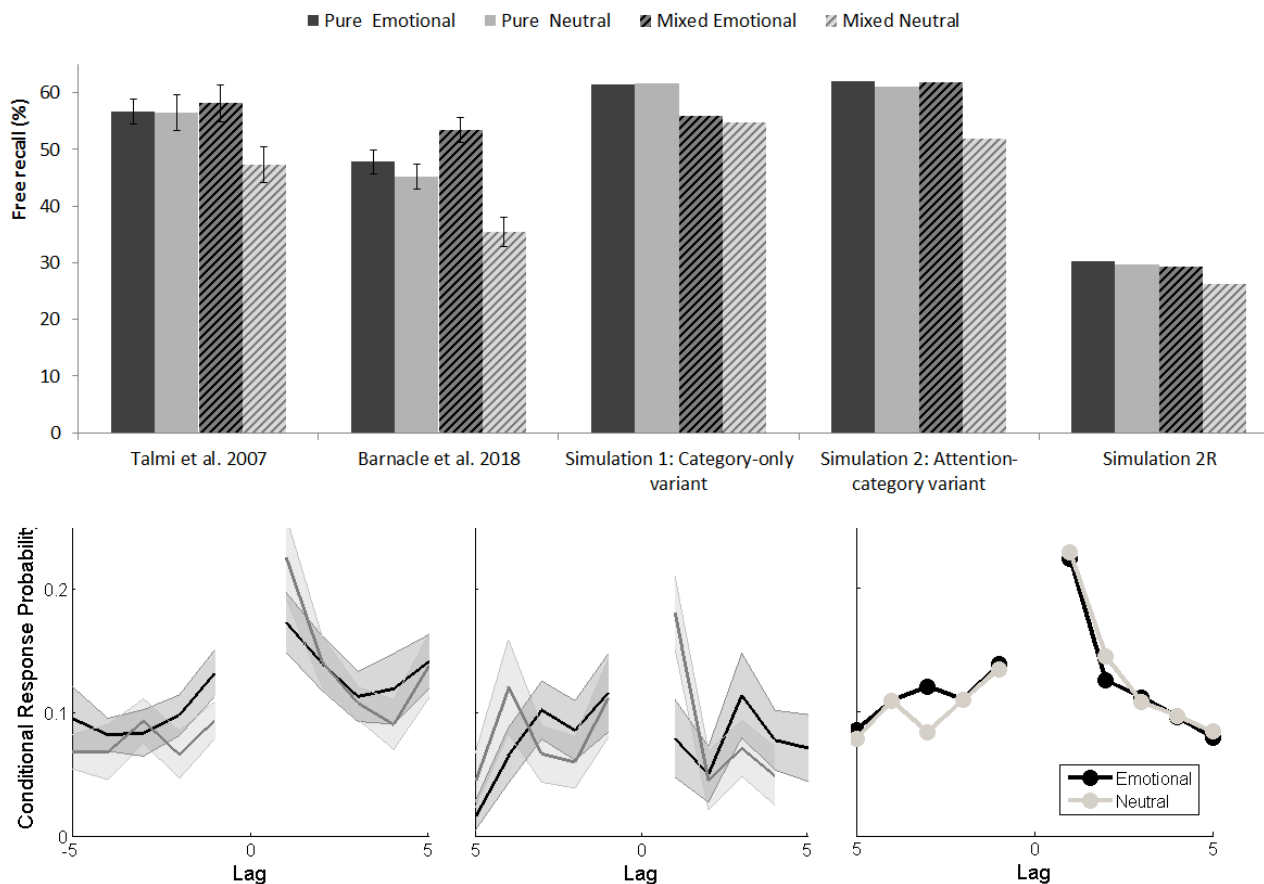 Pure Emotional Pure Neutral Mixed Emotional Mixed Neutral
Free recall (%)
60
50
40
30
20
10
0
Talmi et al. 2007
Barnacle et al. 2018
Simulation 1: Category-only
variant
Simulation 2: Attention-
category variant
Simulation 2R
Conditional Response Probability
0.2
0.1
0
-5 0 5
Lag
5 0 5
Lag
5 0 5
Lag
Emotional
Neutral